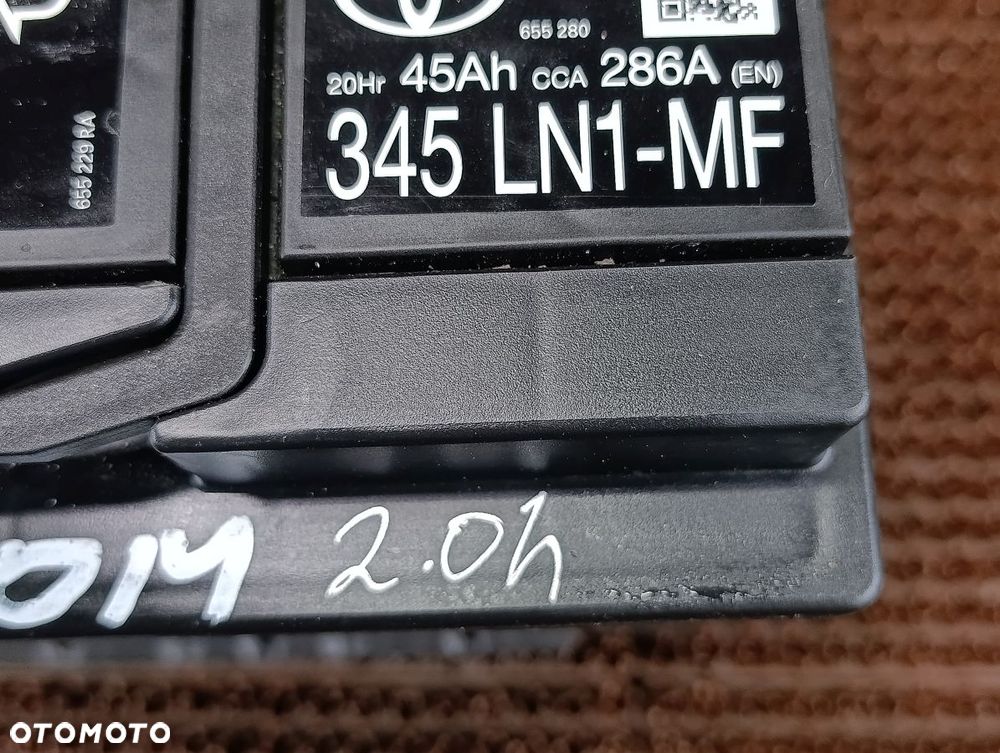 655 280
20Hr 45Ah CCA 286A (EN)
345 LN1-MF
655 229 RA
2.0h
OTOMOTO